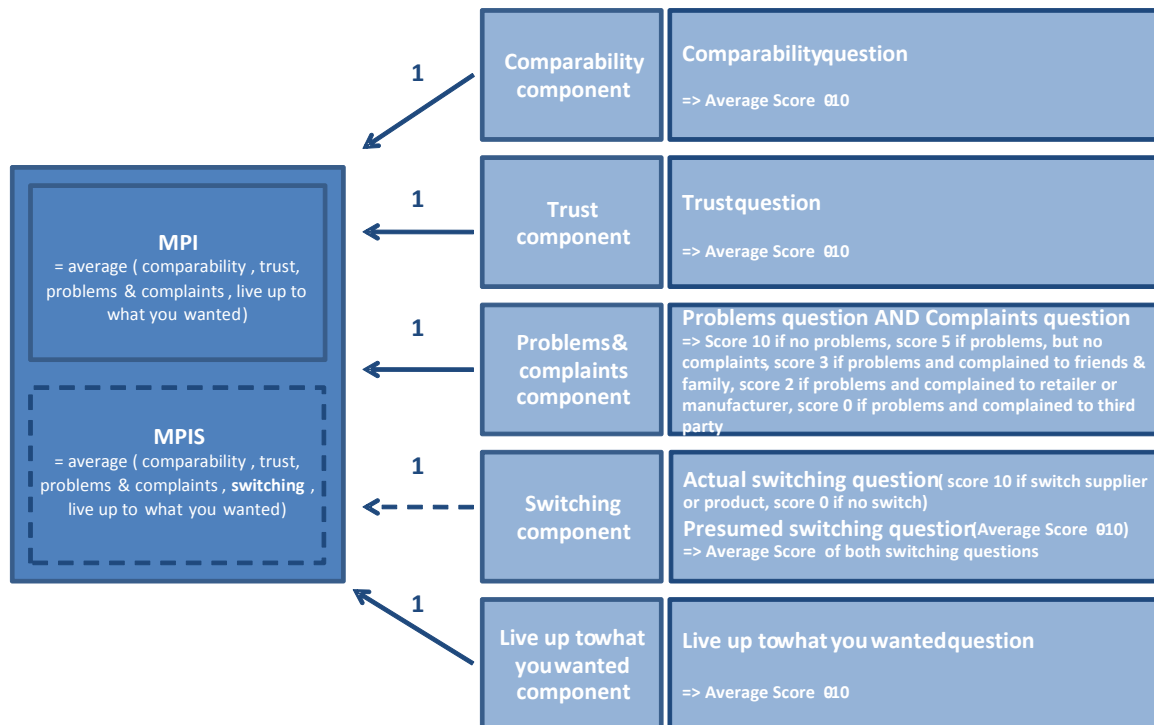 MPI
= average ( comparability , trust,
problems & complaints , live up to
what you wanted)
MPIS
= average ( comparability , trust,
problems & complaints , switching ,
live up to what you wanted)
1
Comparability
component
Comparabilityquestion
=> Average Score 010
1
Trust
component
Trustquestion
=> Average Score 010
1
Problems&
complaints
component
Problems question AND Complaints question
=> Score 10 if no problems, score 5 if problems, but no
complaints, score 3 if problems and complained to friends &
family, score 2 if problems and complained to retailer or
manufacturer, score 0 if problems and complained to third-
party
1
Switching
component
Actual switching question( score 10 if switch supplier
or product, score 0 if no switch)
Presumed switching question(Average Score 010)
=> Average Score of both switching questions
1
Live up towhat
youwanted
component
Live up towhat youwantedquestion
=> Average Score 010